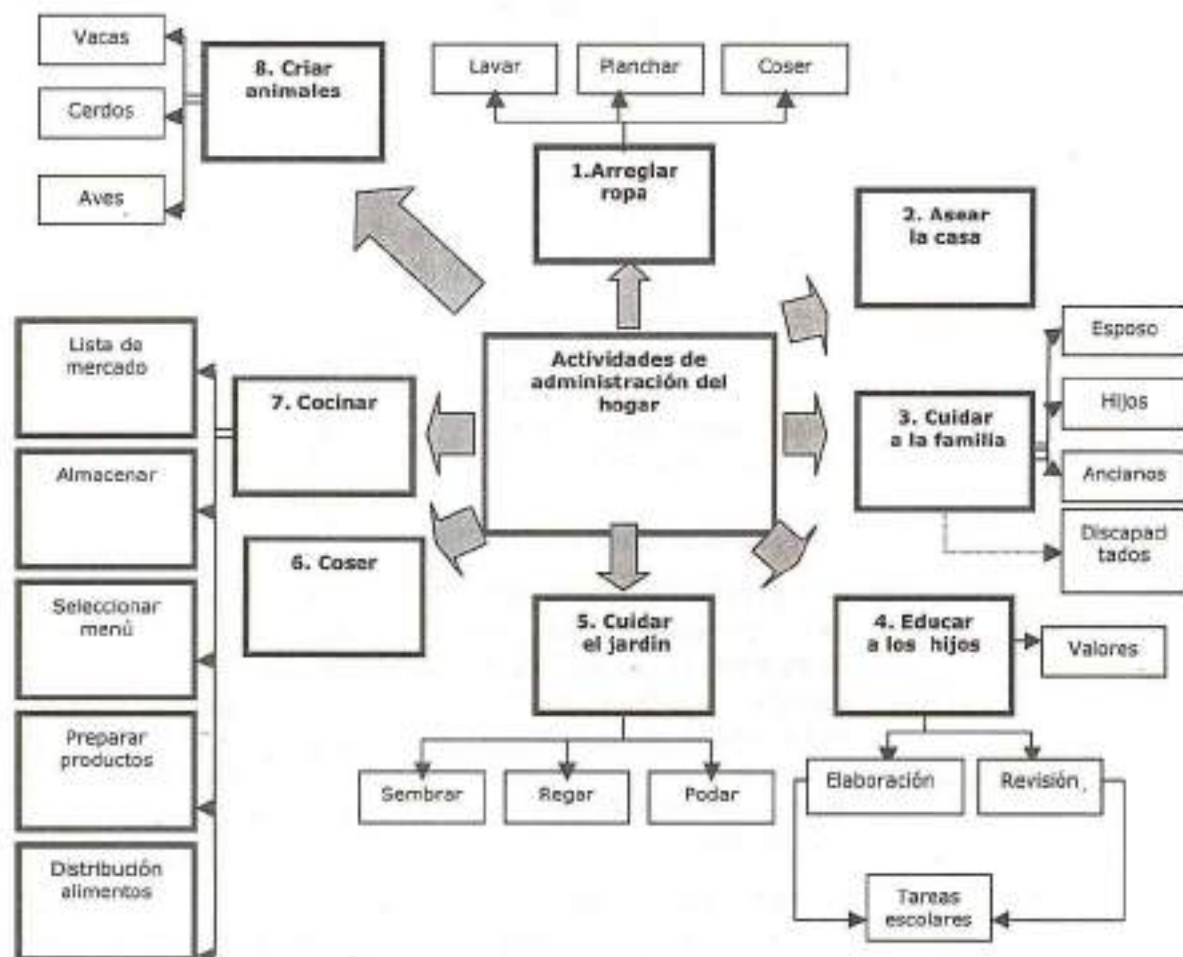 Actividades de
administración del
hogar
1.Arreglar
ropa
Lavar
Planchar
Coser
2. Asear
la casa
3. Cuidar
a la familia
Esposo
Hijos
Ancianos
Discapaci
tados
4. Educar
a los hijos
Valores
Elaboración
Revisión
Tareas
escolares
5. Cuidar
el jardin
Sembrar
Regar
Podar
6. Coser
7. Cocinar
Lista de
mercado
Almacenar
Seleccionar
menú
Preparar
productos
Distribución
alimentos
8. Criar
animales
Vacas
Cerdos
Aves